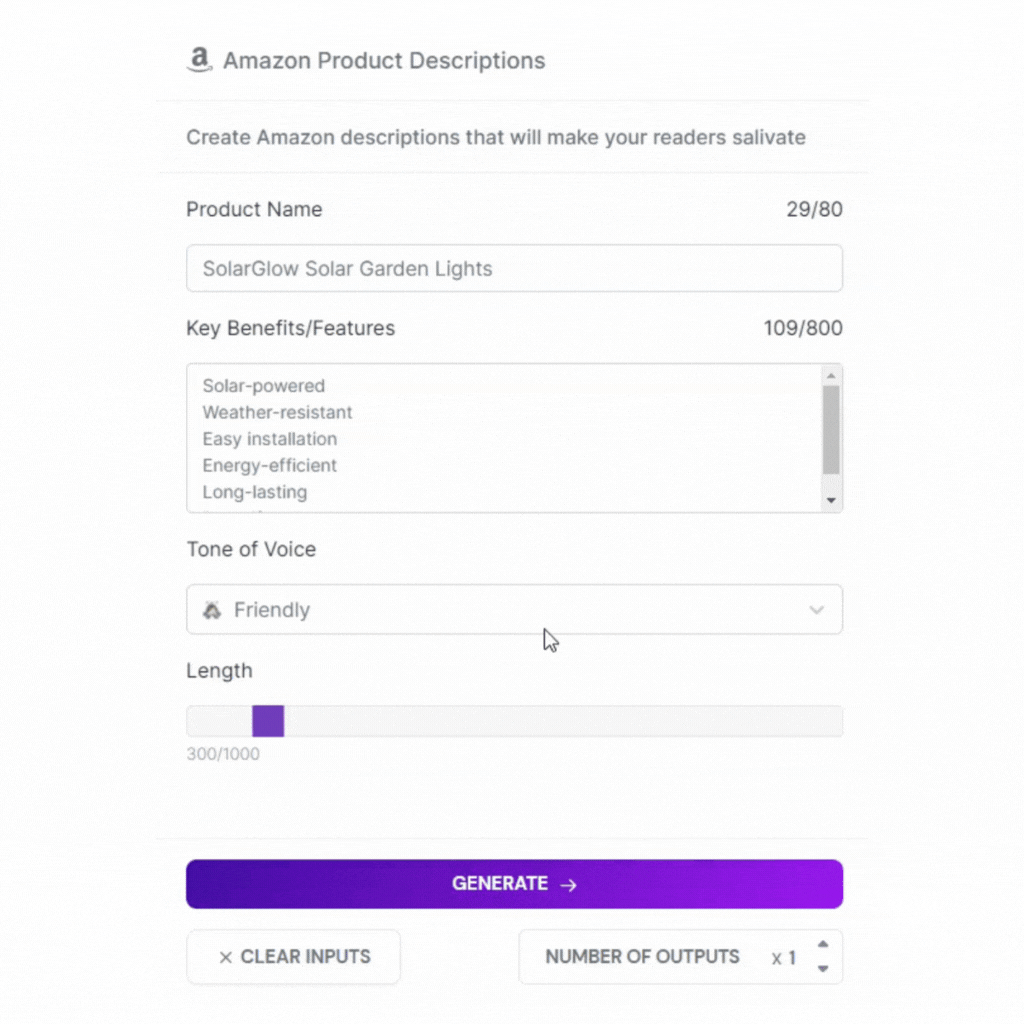 Amazon Product Descriptions
Create Amazon descriptions that will make your readers salivate
Product Name 29/80
SolarGlow Solar Garden Lights
Key Benefits/Features 109/800
Solar-powered
Weather-resistant
Easy installation
Energy-efficient
Long-lasting
Tone of Voice
Friendly
Length
300/1000
GENERATE →
× CLEAR INPUTS
NUMBER OF OUTPUTS x 1